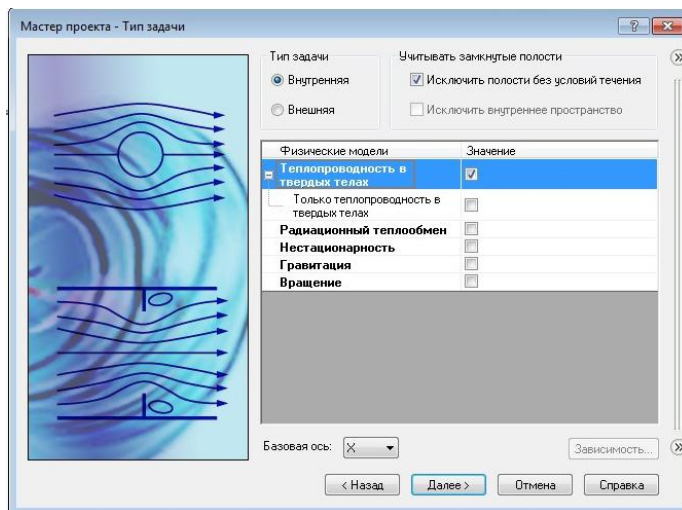 Мастер проекта - Тип задачи
Тип задачи
Учитывать замкнутые полости
Внутренняя
Исключить полости без условий течения
Внешняя
Исключить внутреннее пространство
Физические модели
Значение
Теплопроводность в
твердых телах
Только теплопроводность в
твердых телах
Радиационный теплообмен
Нестационарность
Гравитация
Вращение
Базовая ось:
X
Зависимость...
< Назад
Далее >
Отмена
Справка